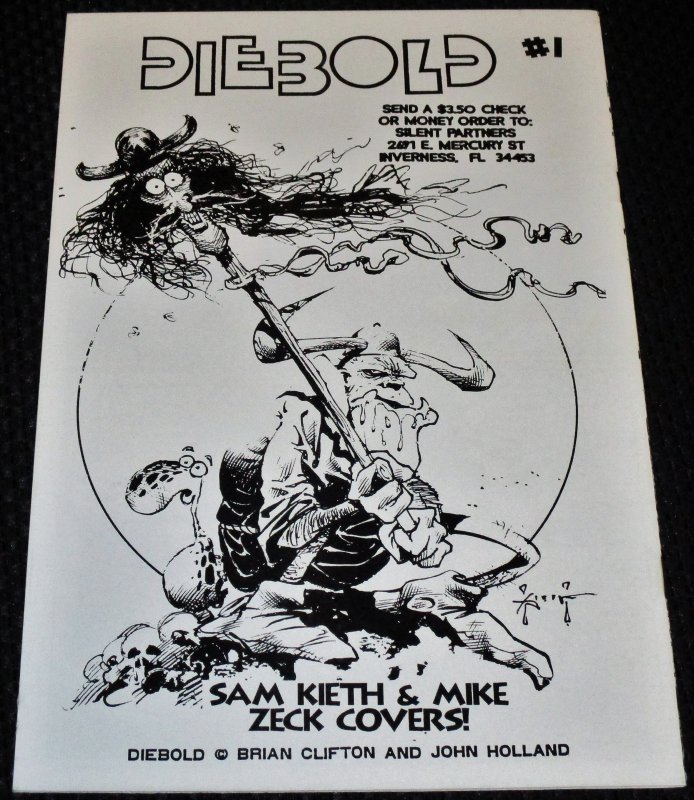 DIEBOLD #1
SEND A $3.50 CHECK
OR MONEY ORDER TO:
SILENT PARTNERS
2671 E. MERCURY ST
INVERNESS, FL 34453
SAM KIETH & MIKE
ZECK COVERS!
DIEBOLD © BRIAN CLIFTON AND JOHN HOLLAND